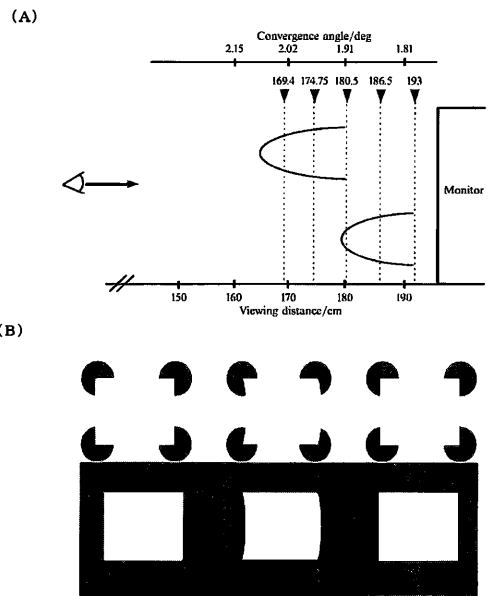 (A)
Convergence angle/deg
2.15 2.02 1.91 1.81
169.4 174.75 180.5 186.5 193
Monitor
150 160 170 180 190
Viewing distance/cm
(B)